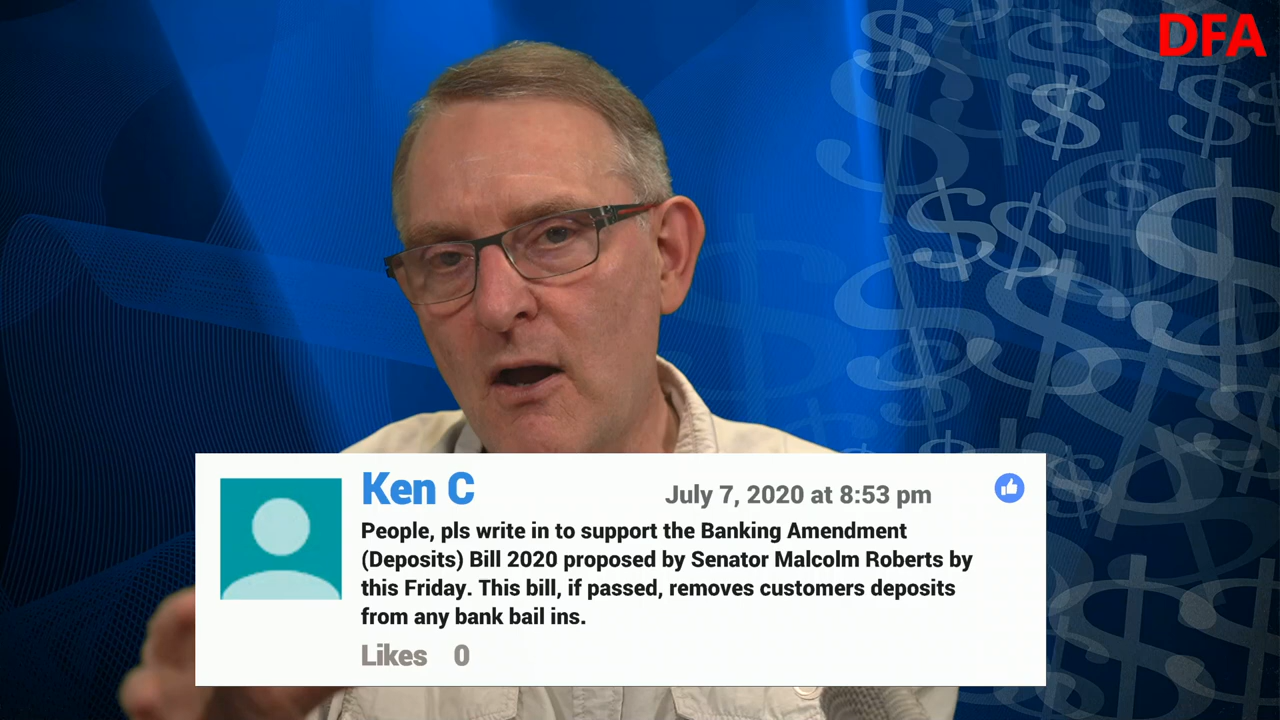 DFA
Ken C
July 7, 2020 at 8:53 pm
People, pls write in to support the Banking Amendment
(Deposits) Bill 2020 proposed by Senator Malcolm Roberts by
this Friday. This bill, if passed, removes customers deposits
from any bank bail ins.
Likes 0